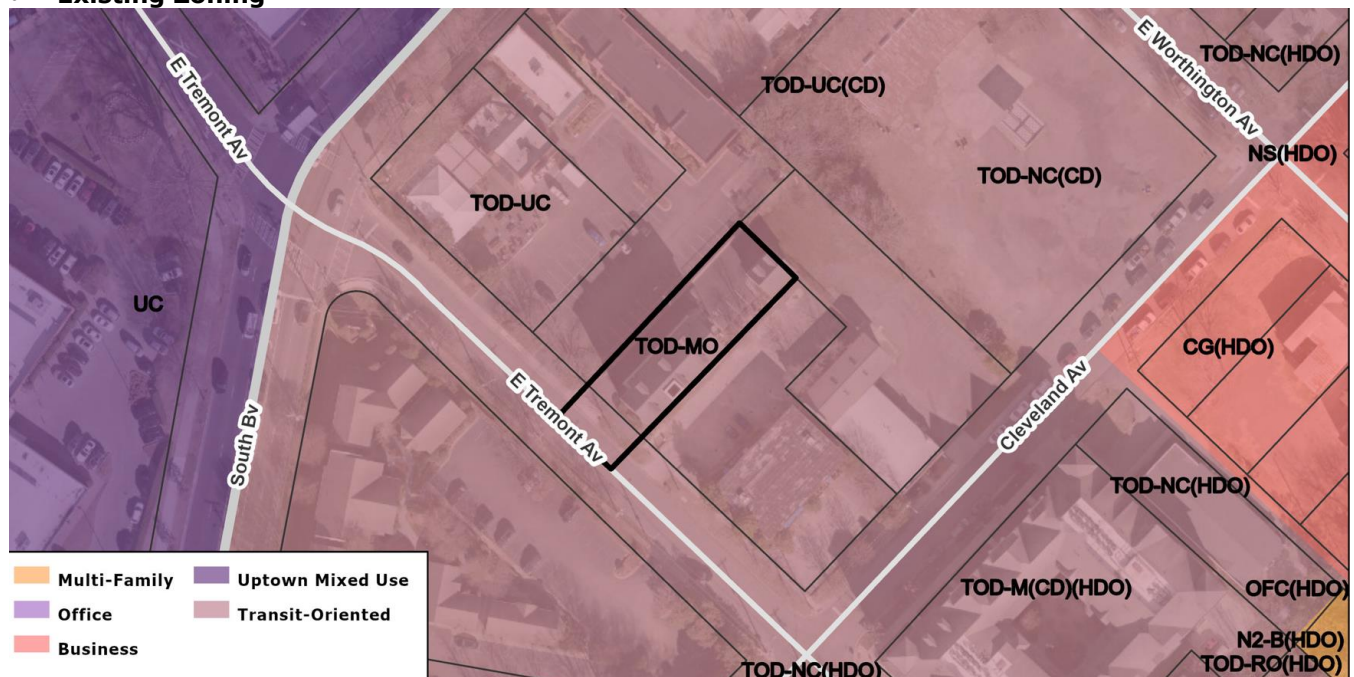 Existing Zoning
E Tremont Av
E Worthington Av
TOD-NC(HDO)
TOD-UC(CD)
NS(HDO)
TOD-NC(CD)
TOD-UC
UC
TOD-MO
CG(HDO)
E Tremont Av
Cleveland Av
South Bv
TOD-NC(HDO)
TOD-M(CD)(HDO)
OFC(HDO)
N2-B(HDO)
TOD-RO(HDO)
TOD-NC(HDO)
Multi-Family
Uptown Mixed Use
Office
Transit-Oriented
Business